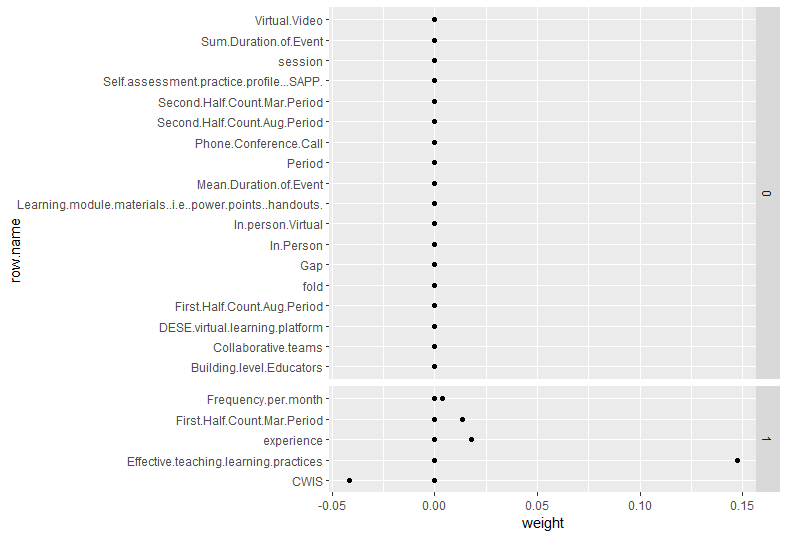 Virtual.Video
Sum.Duration.of.Event
session
Self.assessment.practice.profile...SAPP.
Second.Half.Count.Mar.Period
Second.Half.Count.Aug.Period
Phone.Conference.Call
Period
Mean.Duration.of.Event
Learning.module.materials..i.e..power.points..handouts.
In.person.Virtual
In.Person
Gap
fold
First.Half.Count.Aug.Period
DESE.virtual.learning.platform
Collaborative.teams
Building.level.Educators
0
Frequency.per.month
First.Half.Count.Mar.Period
experience
Effective.teaching.learning.practices
CWIS
1
row.name
-0.05 0.00 0.05 0.10 0.15
weight